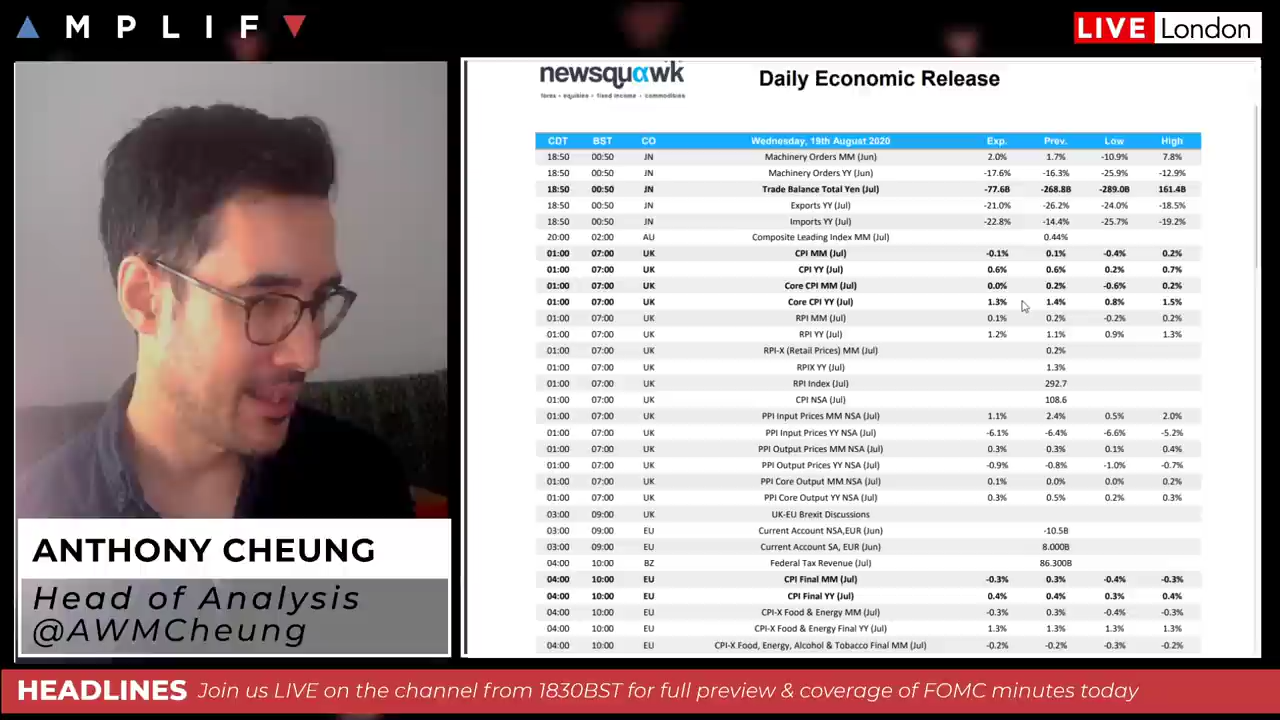 AMPLIFY
LIVE London
newsquawk
forex • equities • fixed income • commodities
Daily Economic Release
CDT BST CO Wednesday, 19th August 2020 Exp. Prev. Low High
18:50 00:50 JN Machinery Orders MM (Jun) 2.0% 1.7% -10.9% 7.8%
18:50 00:50 JN Machinery Orders YY (Jun) -17.6% -16.3% -25.9% -12.9%
18:50 00:50 JN Trade Balance Total Yen (Jul) -77.6B -268.8B -289.0B 161.4B
18:50 00:50 JN Exports YY (Jul) -21.0% -26.2% -24.0% -18.5%
18:50 00:50 JN Imports YY (Jul) -22.8% -14.4% -25.7% -19.2%
20:00 02:00 AU Composite Leading Index MM (Jul) 0.44%
01:00 07:00 UK CPI MM (Jul) -0.1% 0.1% -0.4% 0.2%
01:00 07:00 UK CPI YY (Jul) 0.6% 0.6% 0.2% 0.7%
01:00 07:00 UK Core CPI MM (Jul) 0.0% 0.2% -0.6% 0.2%
01:00 07:00 UK Core CPI YY (Jul) 1.3% 1.4% 0.8% 1.5%
01:00 07:00 UK RPI MM (Jul) 0.1% 0.2% -0.2% 0.2%
01:00 07:00 UK RPI YY (Jul) 1.2% 1.1% 0.9% 1.3%
01:00 07:00 UK RPI-X (Retail Prices) MM (Jul) 0.2%
01:00 07:00 UK RPIX YY (Jul) 1.3%
01:00 07:00 UK RPI Index (Jul) 292.7
01:00 07:00 UK CPI NSA (Jul) 108.6
01:00 07:00 UK PPI Input Prices MM NSA (Jul) 1.1% 2.4% 0.5% 2.0%
01:00 07:00 UK PPI Input Prices YY NSA (Jul) -6.1% -6.4% -6.6% -5.2%
01:00 07:00 UK PPI Output Prices MM NSA (Jul) 0.3% 0.3% 0.1% 0.4%
01:00 07:00 UK PPI Output Prices YY NSA (Jul) -0.9% -0.8% -1.0% -0.7%
01:00 07:00 UK PPI Core Output MM NSA (Jul) 0.1% 0.0% 0.0% 0.2%
01:00 07:00 UK PPI Core Output YY NSA (Jul) 0.3% 0.5% 0.2% 0.3%
03:00 09:00 UK UK-EU Brexit Discussions
03:00 09:00 EU Current Account NSA,EUR (Jun) -10.5B
03:00 09:00 EU Current Account SA, EUR (Jun) 8.000B
04:00 10:00 BZ Federal Tax Revenue (Jul) 86.300B
04:00 10:00 EU CPI Final MM (Jul) -0.3% 0.3% -0.4% -0.3%
04:00 10:00 EU CPI Final YY (Jul) 0.4% 0.4% 0.3% 0.4%
04:00 10:00 EU CPI-X Food & Energy MM (Jul) -0.3% 0.3% -0.4% -0.3%
04:00 10:00 EU CPI-X Food & Energy Final YY (Jul) 1.3% 1.3% 1.3% 1.3%
04:00 10:00 EU CPI-X Food, Energy, Alcohol & Tobacco Final MM (Jul) -0.2% -0.2% -0.3% -0.2%
ANTHONY CHEUNG
Head of Analysis
@AWMCheung
HEADLINES Join us LIVE on the channel from 1830BST for full preview & coverage of FOMC minutes today